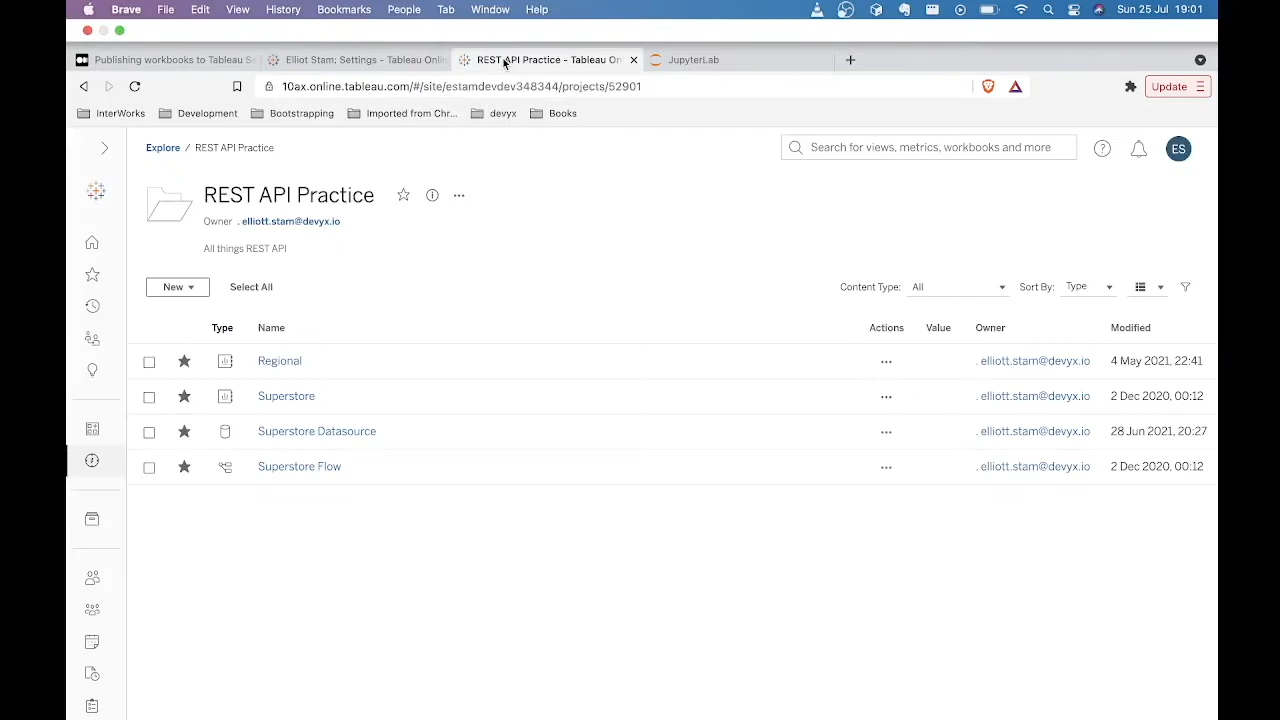 Brave File Edit View History Bookmarks People Tab Window Help Sun 25 Jul 19:01
Publishing workbooks to Tableau Se Elliot Stam: Settings - Tableau Onlin REST API Practice - Tableau On JupyterLab
10ax.online.tableau.com/#/site/estamdevdev348344/projects/52901 Update
InterWorks Development Bootstrapping Imported from Chr... devyx Books
Explore / REST API Practice Search for views, metrics, workbooks and more ES
REST API Practice
Owner . elliott.stam@devyx.io
All things REST API
New Select All Content Type: All Sort By: Type
Type Name Actions Value Owner Modified
Regional . elliott.stam@devyx.io 4 May 2021, 22:41
Superstore . elliott.stam@devyx.io 2 Dec 2020, 00:12
Superstore Datasource . elliott.stam@devyx.io 28 Jun 2021, 20:27
Superstore Flow . elliott.stam@devyx.io 2 Dec 2020, 00:12